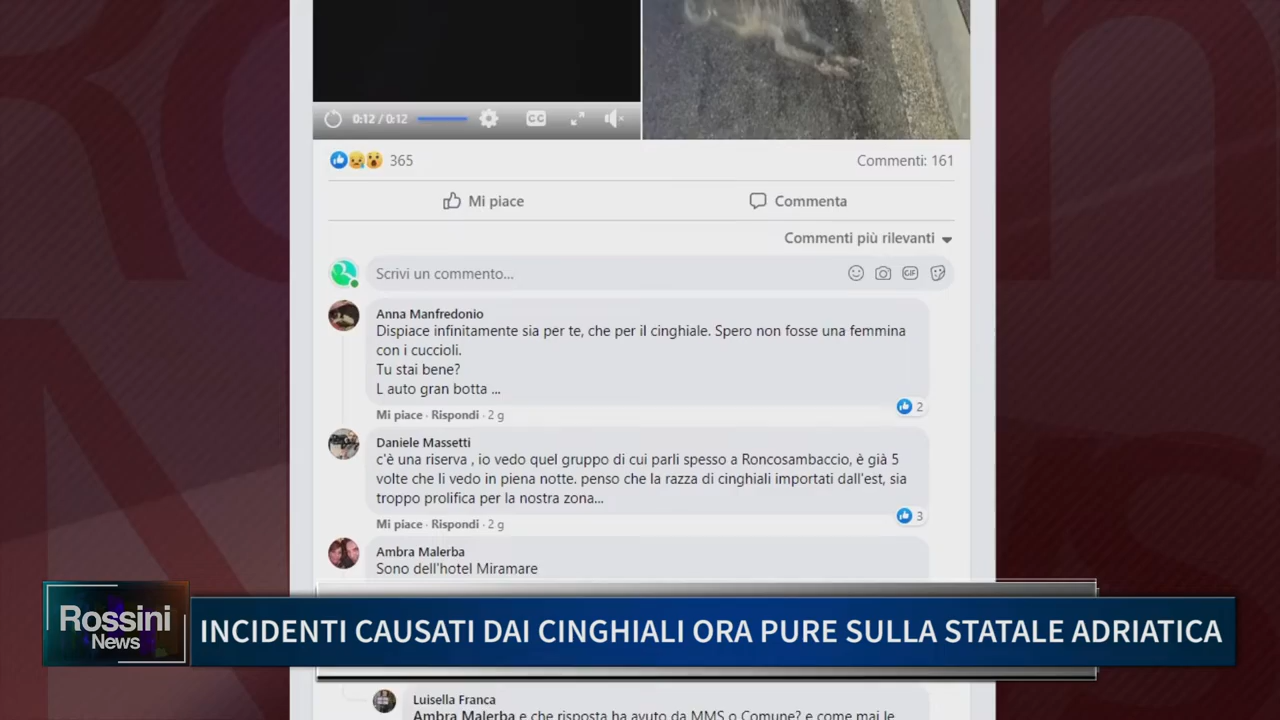 0:12 / 0:12
CC
365
Commenti: 161
Mi piace
Commenta
Commenti più rilevanti
Scrivi un commento...
GIF
Anna Manfredonio
Dispiace infinitamente sia per te, che per il cinghiale. Spero non fosse una femmina
con i cuccioli.
Tu stai bene?
L auto gran botta ...
2
Mi piace · Rispondi · 2 g
Daniele Massetti
c'è una riserva , io vedo quel gruppo di cui parli spesso a Roncosambaccio, è già 5
volte che li vedo in piena notte. penso che la razza di cinghiali importati dall'est, sia
troppo prolifica per la nostra zona...
3
Mi piace · Rispondi · 2 g
Ambra Malerba
Sono dell'hotel Miramare
Rossini
News
INCIDENTI CAUSATI DAI CINGHIALI ORA PURE SULLA STATALE ADRIATICA
Luisella Franca
Ambra Malerba e che risposta ha avuto da MMS o Comune? e come mai le